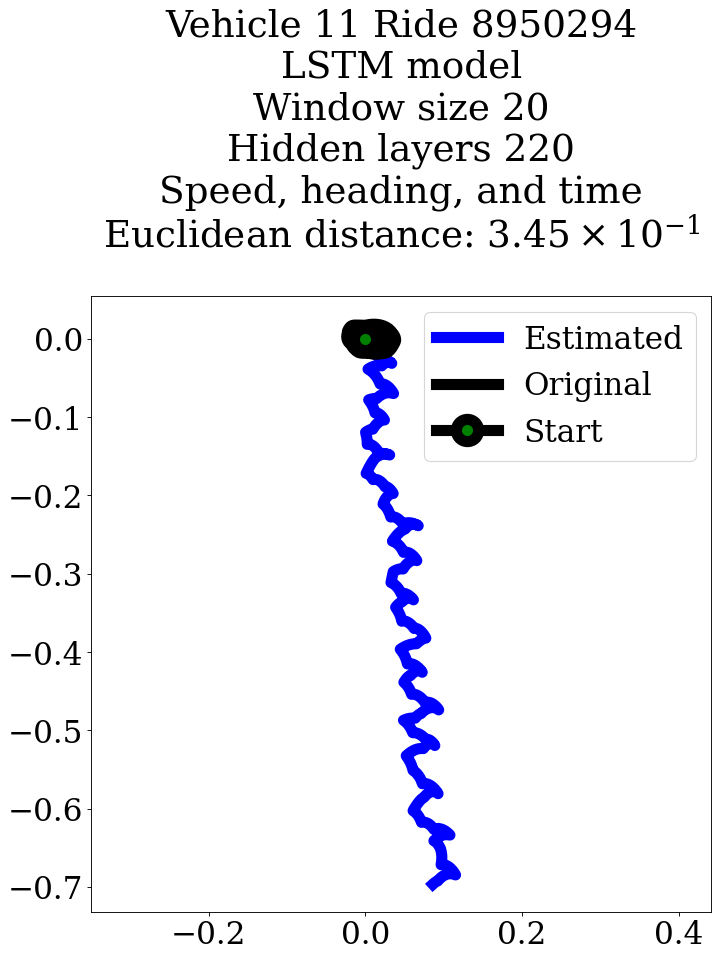 Vehicle 11 Ride 8950294
LSTM model
Window size 20
Hidden layers 220
Speed, heading, and time
Euclidean distance: 3.45 × 10⁻¹
Estimated
Original
Start
0.0
−0.1
−0.2
−0.3
−0.4
−0.5
−0.6
−0.7
−0.2 0.0 0.2 0.4